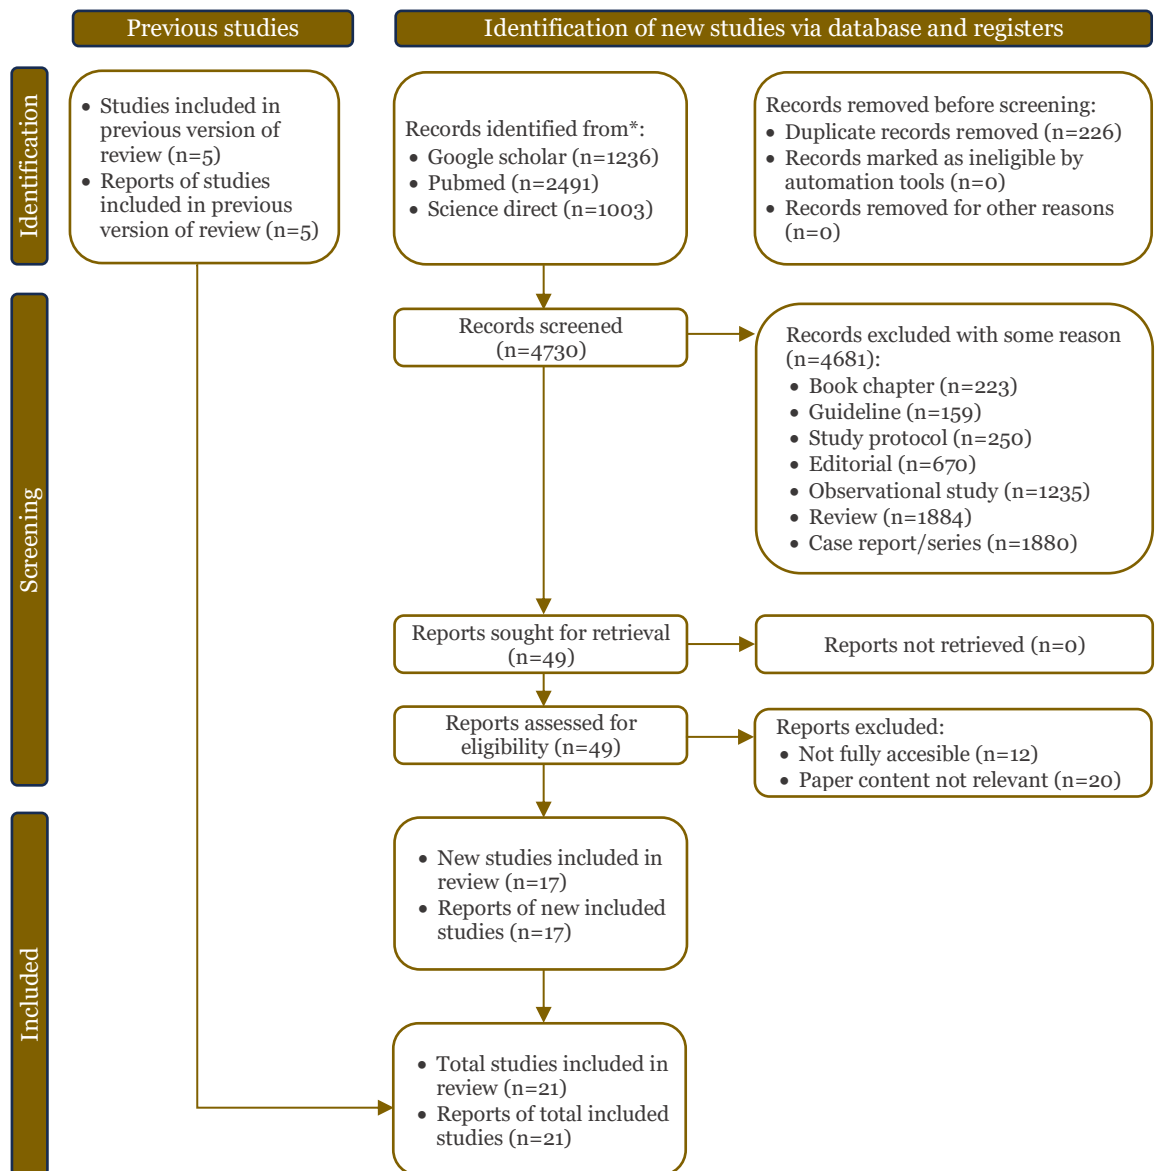 Previous studies
Identification of new studies via database and registers
Identification
• Studies included in
previous version of
review (n=5)
• Reports of studies
included in previous
version of review (n=5)
Records identified from*:
• Google scholar (n=1236)
• Pubmed (n=2491)
• Science direct (n=1003)
Records removed before screening:
• Duplicate records removed (n=226)
• Records marked as ineligible by
automation tools (n=0)
• Records removed for other reasons
(n=0)
Screening
Records screened
(n=4730)
Records excluded with some reason
(n=4681):
• Book chapter (n=223)
• Guideline (n=159)
• Study protocol (n=250)
• Editorial (n=670)
• Observational study (n=1235)
• Review (n=1884)
• Case report/series (n=1880)
Reports sought for retrieval
(n=49)
Reports not retrieved (n=0)
Reports assessed for
eligibility (n=49)
Reports excluded:
• Not fully accesible (n=12)
• Paper content not relevant (n=20)
Included
• New studies included in
review (n=17)
• Reports of new included
studies (n=17)
• Total studies included in
review (n=21)
• Reports of total included
studies (n=21)